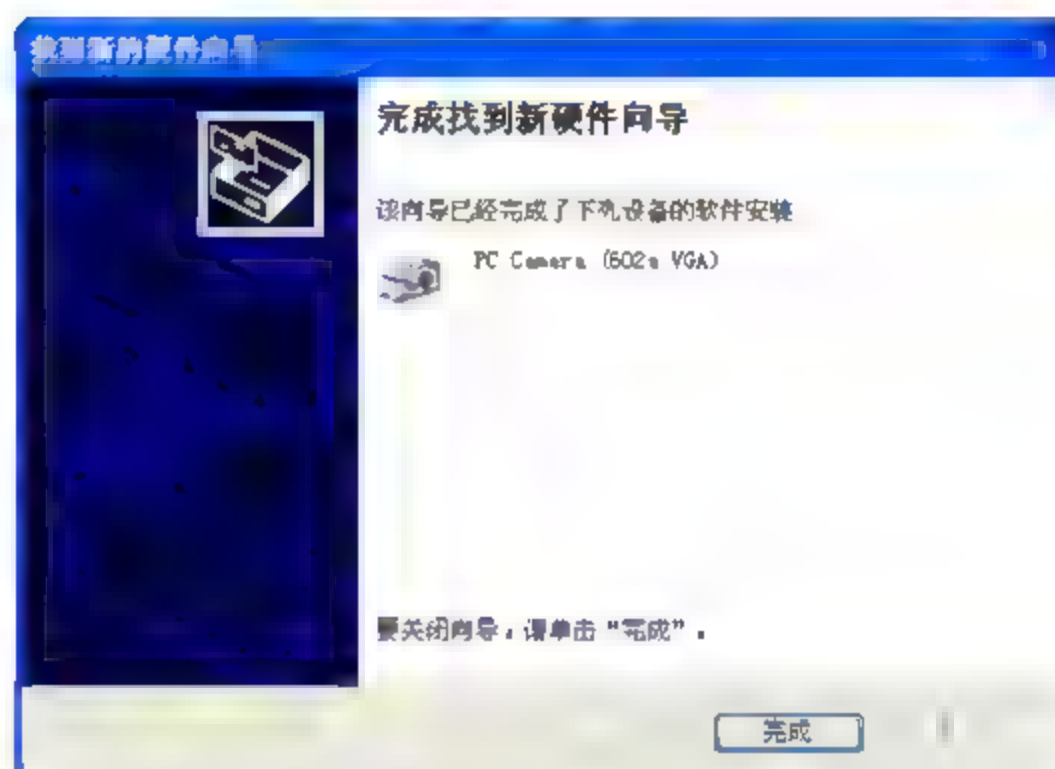 找到新的硬件向导
完成找到新硬件向导
该向导已经完成了下列设备的软件安装
PC Camera (602a VGA)
要关闭向导，请单击“完成”。
完成